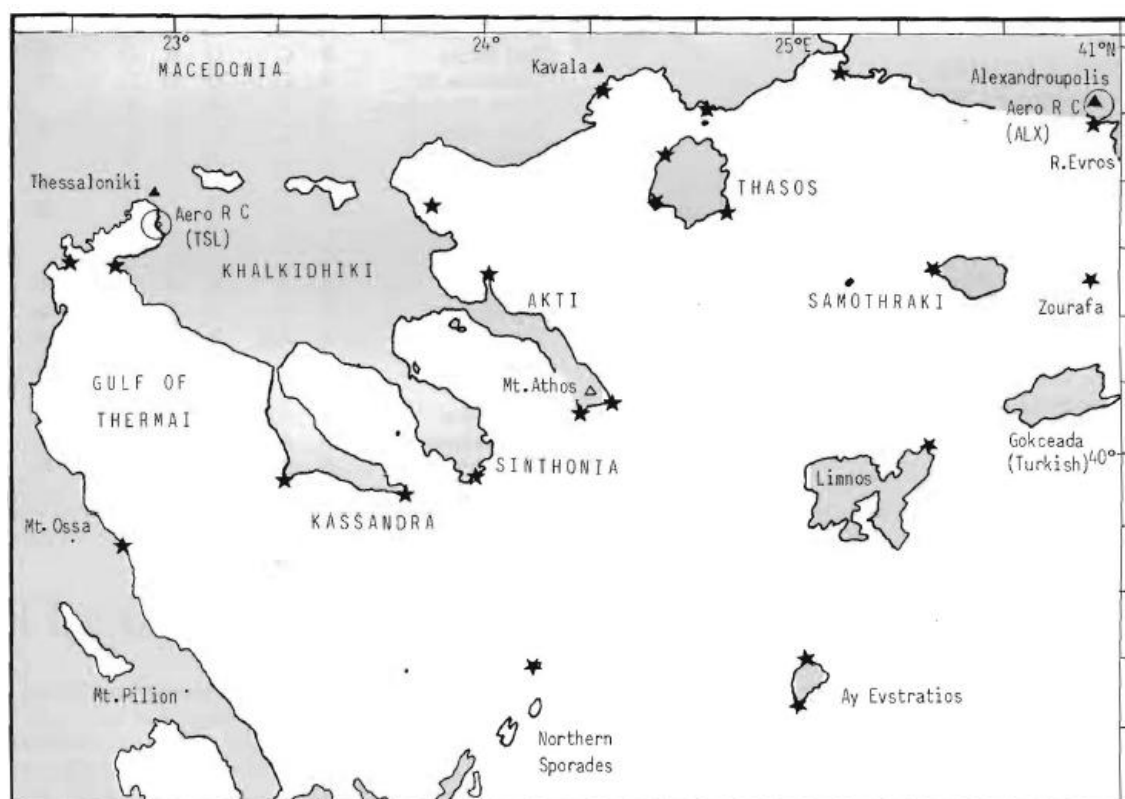 23°
24
25°E
41°N
MACEDONIA
Kavala
Alexandroupolis
Aero R C
(ALX)
R.Evros
Thessaloniki
Aero R C
(TSL)
THASOS
KHALKIDHIKI
AKTI
SAMOTHRAKI
Zourafa
GULF OF
THERMAI
Mt.Athos
Gokceada
(Turkish)
40°
SINTHONIA
Limnos
KASSANDRA
Mt.Ossa
Mt.Pilion
Ay Evstratios
Northern
Sporades